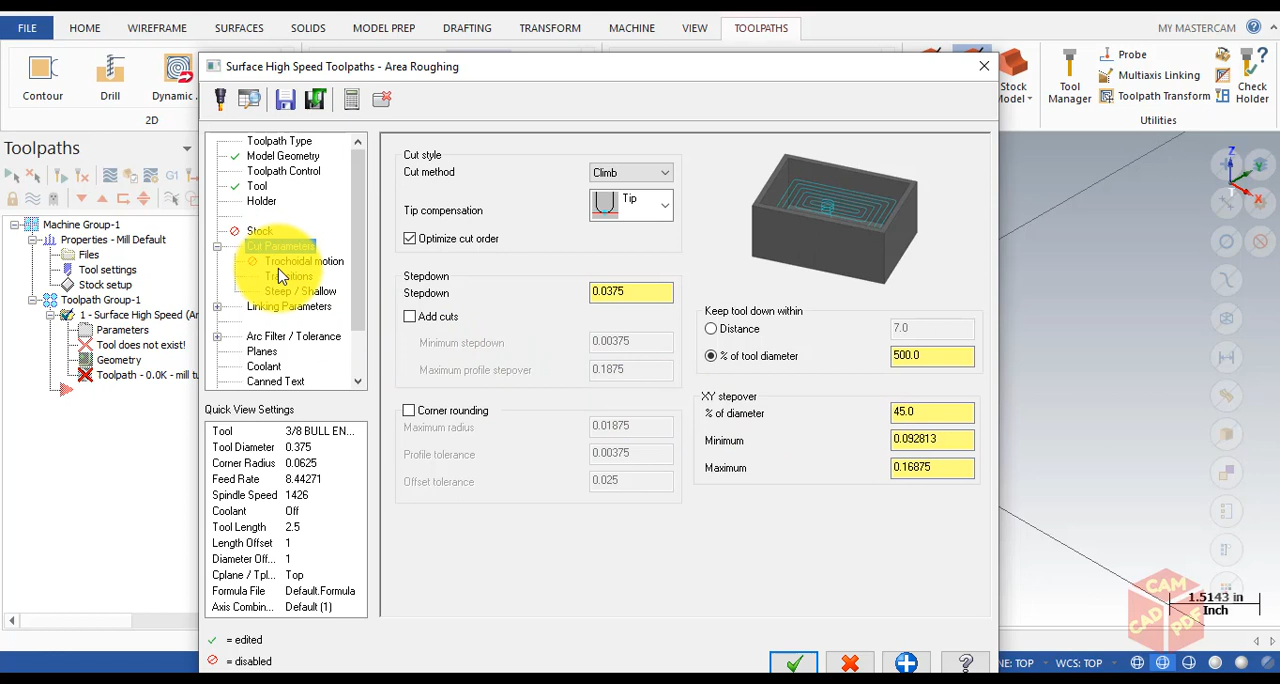 FILE HOME WIREFRAME SURFACES SOLIDS MODEL PREP DRAFTING TRANSFORM MACHINE VIEW TOOLPATHS MY MASTERCAM
Surface High Speed Toolpaths - Area Roughing
Contour Drill Dynamic
2D
Stock
Model
Tool
Manager
Probe
Multiaxis Linking
Toolpath Transform
Check
Holder
Utilities
Toolpaths
G1
Machine Group-1
Properties - Mill Default
Files
Tool settings
Stock setup
Toolpath Group-1
1 - Surface High Speed (Ar
Parameters
Tool does not exist!
Geometry
Toolpath - 0.0K - mill tu
Toolpath Type
Model Geometry
Toolpath Control
Tool
Holder
Stock
Cut Parameters
Trochoidal motion
Steep / Shallow
Linking Parameters
Arc Filter / Tolerance
Planes
Coolant
Canned Text
Quick View Settings
Tool 3/8 BULL EN...
Tool Diameter 0.375
Corner Radius 0.0625
Feed Rate 8.44271
Spindle Speed 1426
Coolant Off
Tool Length 2.5
Length Offset 1
Diameter Off... 1
Cplane / Tpl... Top
Formula File Default.Formula
Axis Combin... Default (1)
= edited
= disabled
Cut style
Cut method Climb
Tip compensation Tip
Optimize cut order
Stepdown
Stepdown 0.0375
Add cuts
Minimum stepdown 0.00375
Maximum profile stepover 0.1875
Corner rounding
Maximum radius 0.01875
Profile tolerance 0.00375
Offset tolerance 0.025
Keep tool down within
Distance 7.0
% of tool diameter 500.0
XY stepover
% of diameter 45.0
Minimum 0.092813
Maximum 0.16875
Z
Y
X
1.5143 in
Inch
CAM
CAD
PDF
NE: TOP WCS: TOP